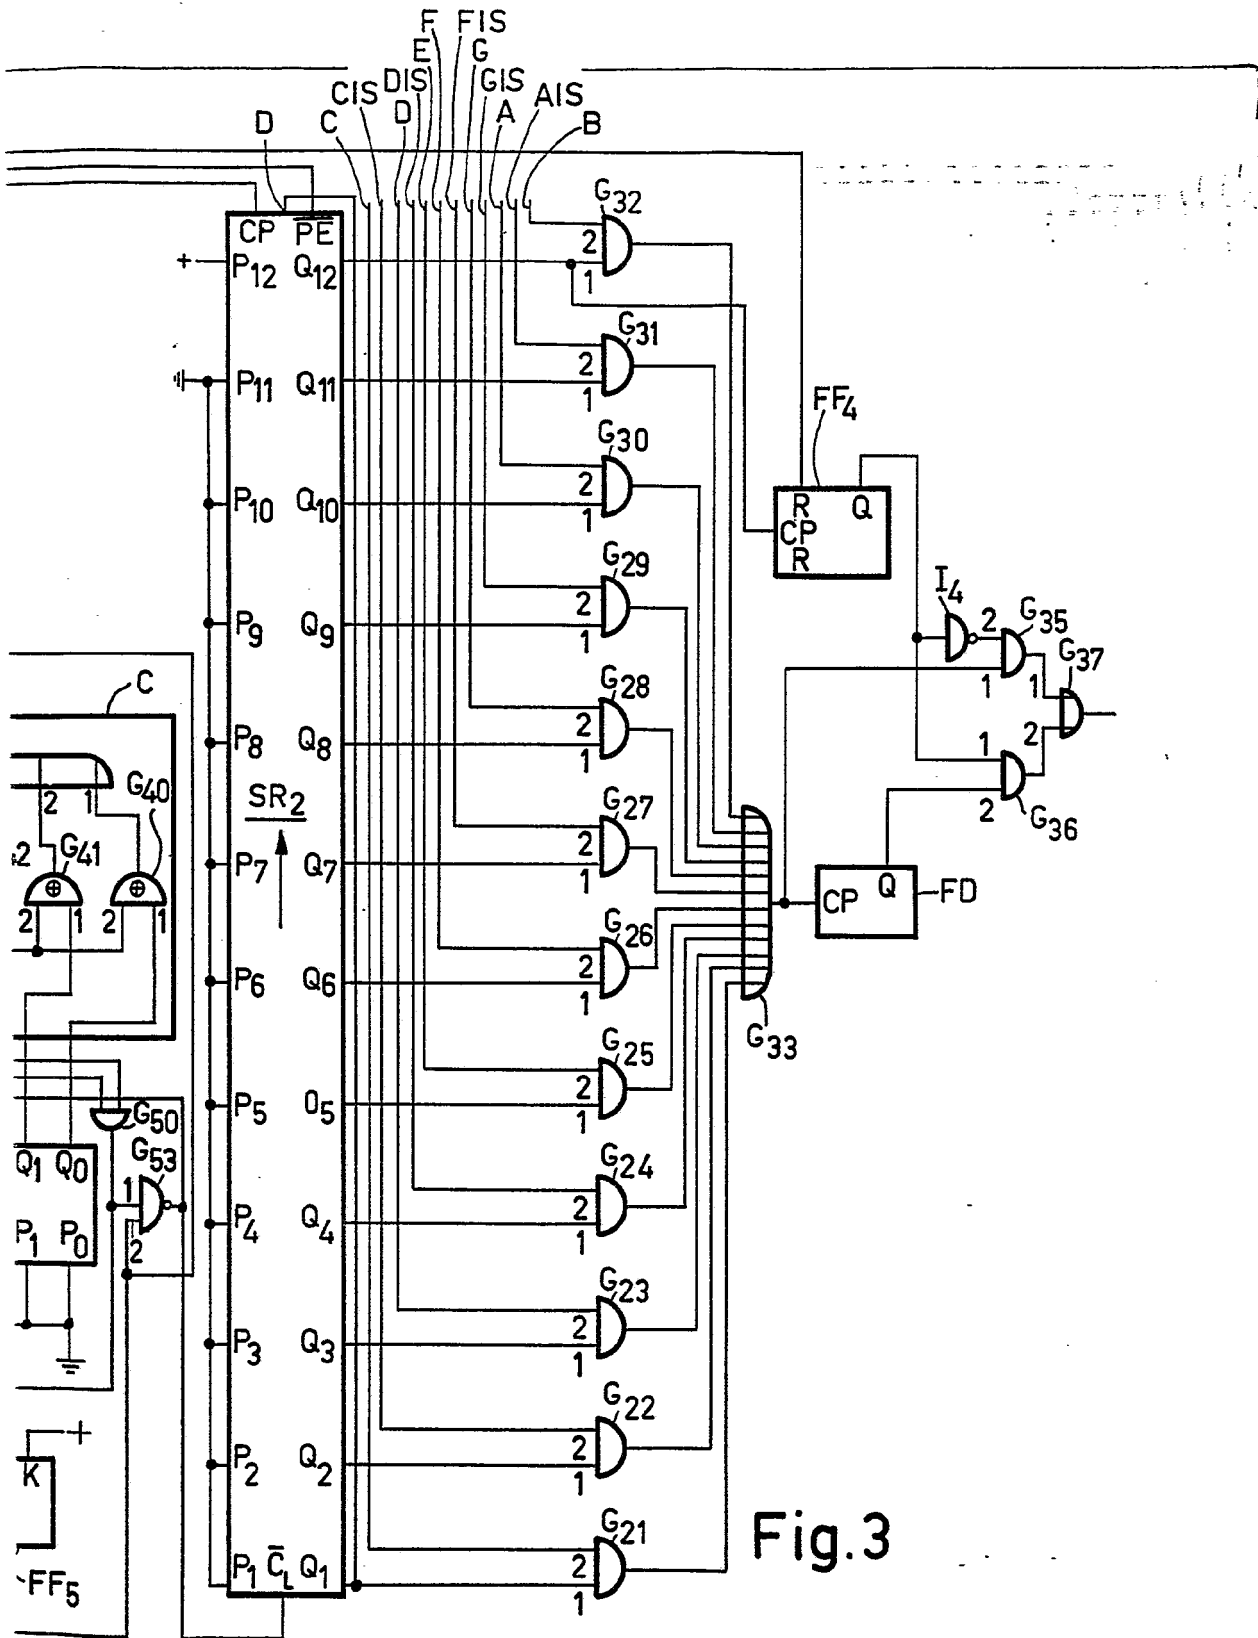 F FIS
E G
CIS DIS GIS AIS
D C D A B
CP PE G32
+ P12 Q12 2 1
G31
P11 Q11 2 1
G30 FF4
P10 Q10 2 1 R Q
CP
R
G29 I4
P9 Q9 2 1 2 G35
C G28 1 1 G37
P8 Q8 2 1 1 2
2 1 G40 SR2 G27 2 G36
2 G41 P7 Q7 2 1 Q FD
CP
2 1 2 1 G26
P6 Q6 2 1
G33
G25
G50 P5 O5 2 1
Q1 Q0 G53 G24
1 2
P1 P0 P4 Q4 2 1
G23
P3 Q3 2 1
G22
+
K P2 Q2 2 1
G21
Fig.3
FF5 P1 C̅L Q1 2 1